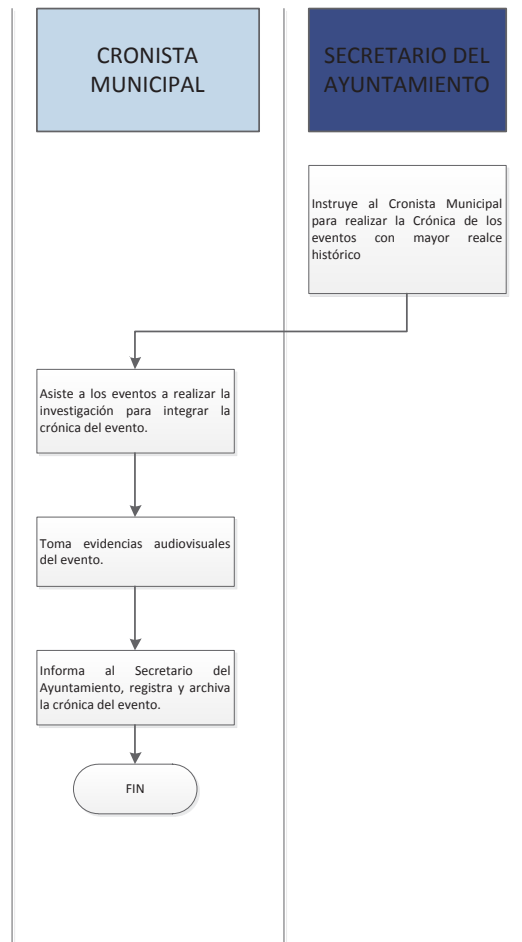 CRONISTA
MUNICIPAL
SECRETARIO DEL
AYUNTAMIENTO
Instruye al Cronista Municipal
para realizar la Crónica de los
eventos con mayor realce
histórico
Asiste a los eventos a realizar la
investigación para integrar la
crónica del evento.
Toma evidencias audiovisuales
del evento.
Informa al Secretario del
Ayuntamiento, registra y archiva
la crónica del evento.
FIN